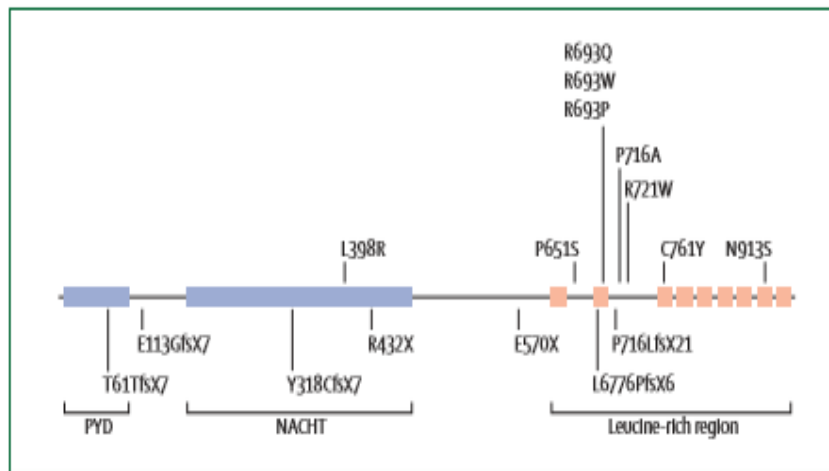 R693Q
R693W
R693P
P716A
R721W
L398R
P651S
C761Y
N913S
E113GfsX7
R432X
E570X
P716LfsX21
T61TfsX7
Y318CfsX7
L6776PfsX6
PYD
NACHT
Leucine-rich region